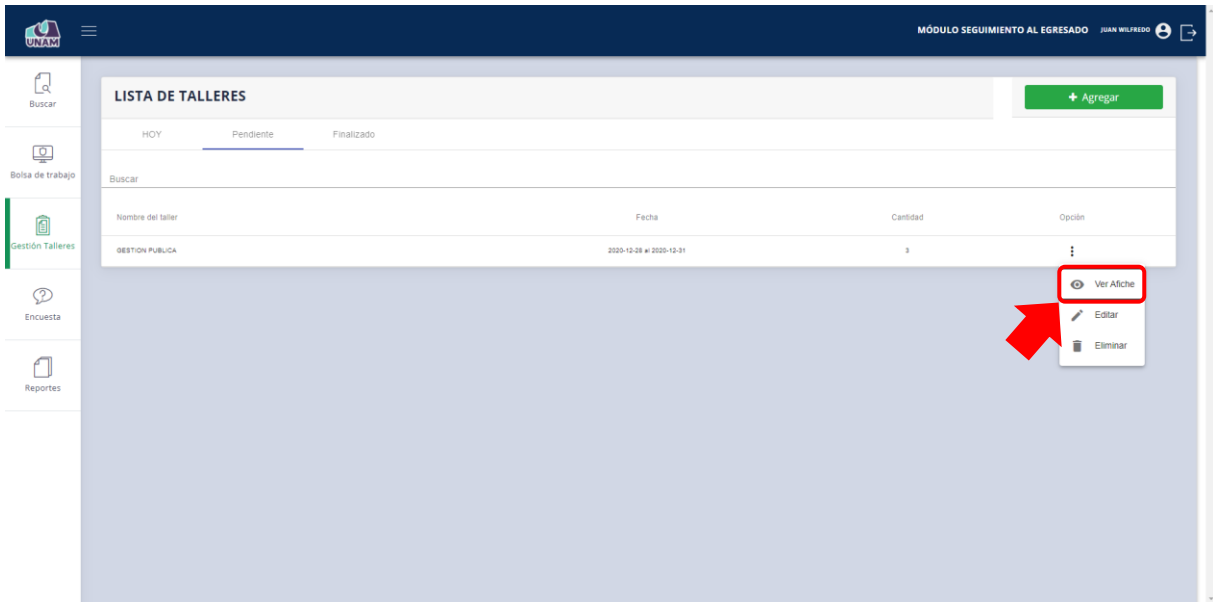 UNAM
MÓDULO SEGUIMIENTO AL EGRESADO JUAN WILFREDO
Buscar
Bolsa de trabajo
Gestión Talleres
Encuesta
Reportes
LISTA DE TALLERES
+ Agregar
HOY Pendiente Finalizado
Buscar
Nombre del taller Fecha Cantidad Opción
GESTION PUBLICA 2020-12-28 al 2020-12-31 3
Ver Afiche
Editar
Eliminar